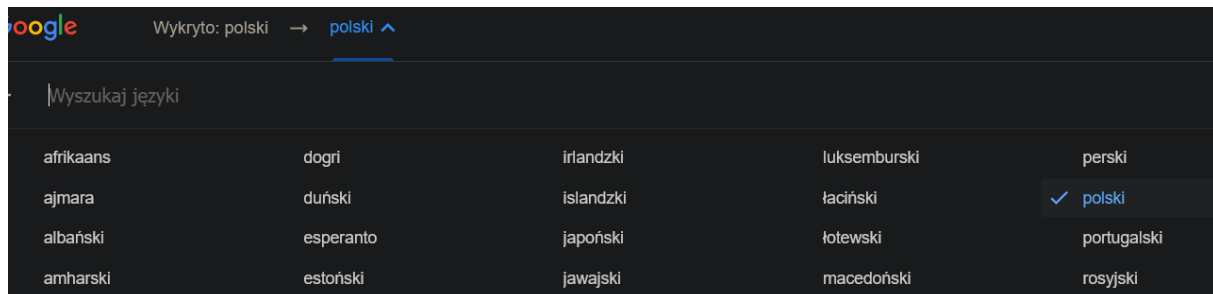 Google Wykryto: polski → polski
Wyszukaj języki
afrikaans dogri irlandzki luksemburski perski
ajmara duński islandzki łaciński polski
albański esperanto japoński łotewski portugalski
amharski estoński jawajski macedoński rosyjski